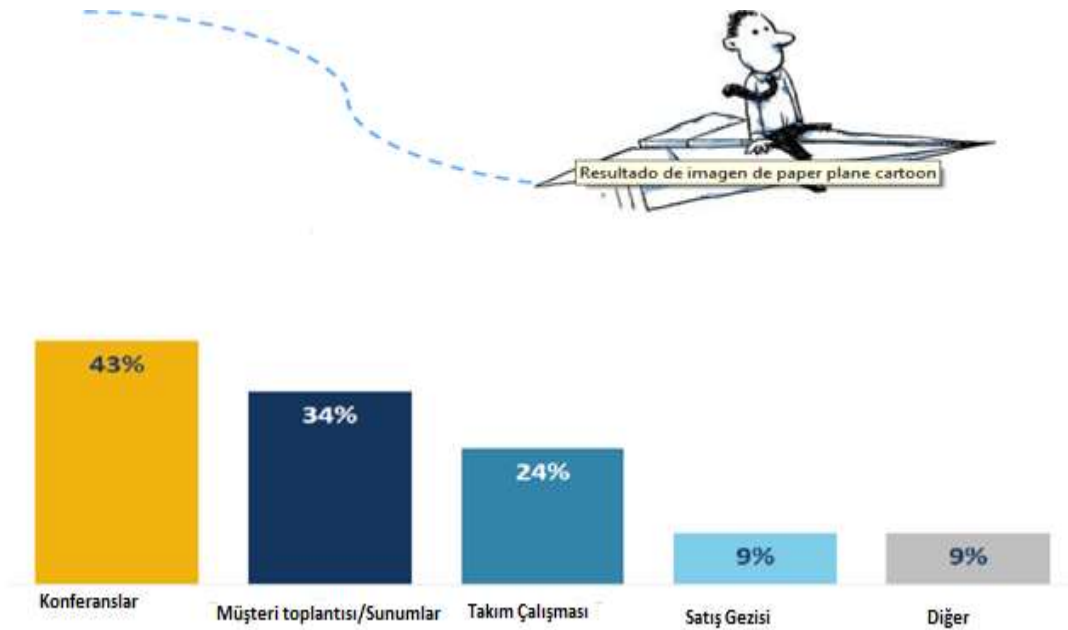 Resultado de imagen de paper plane cartoon
43%
34%
24%
9%
9%
Konferanslar
Müşteri toplantısı/Sunumlar
Takım Çalışması
Satış Gezisi
Diğer